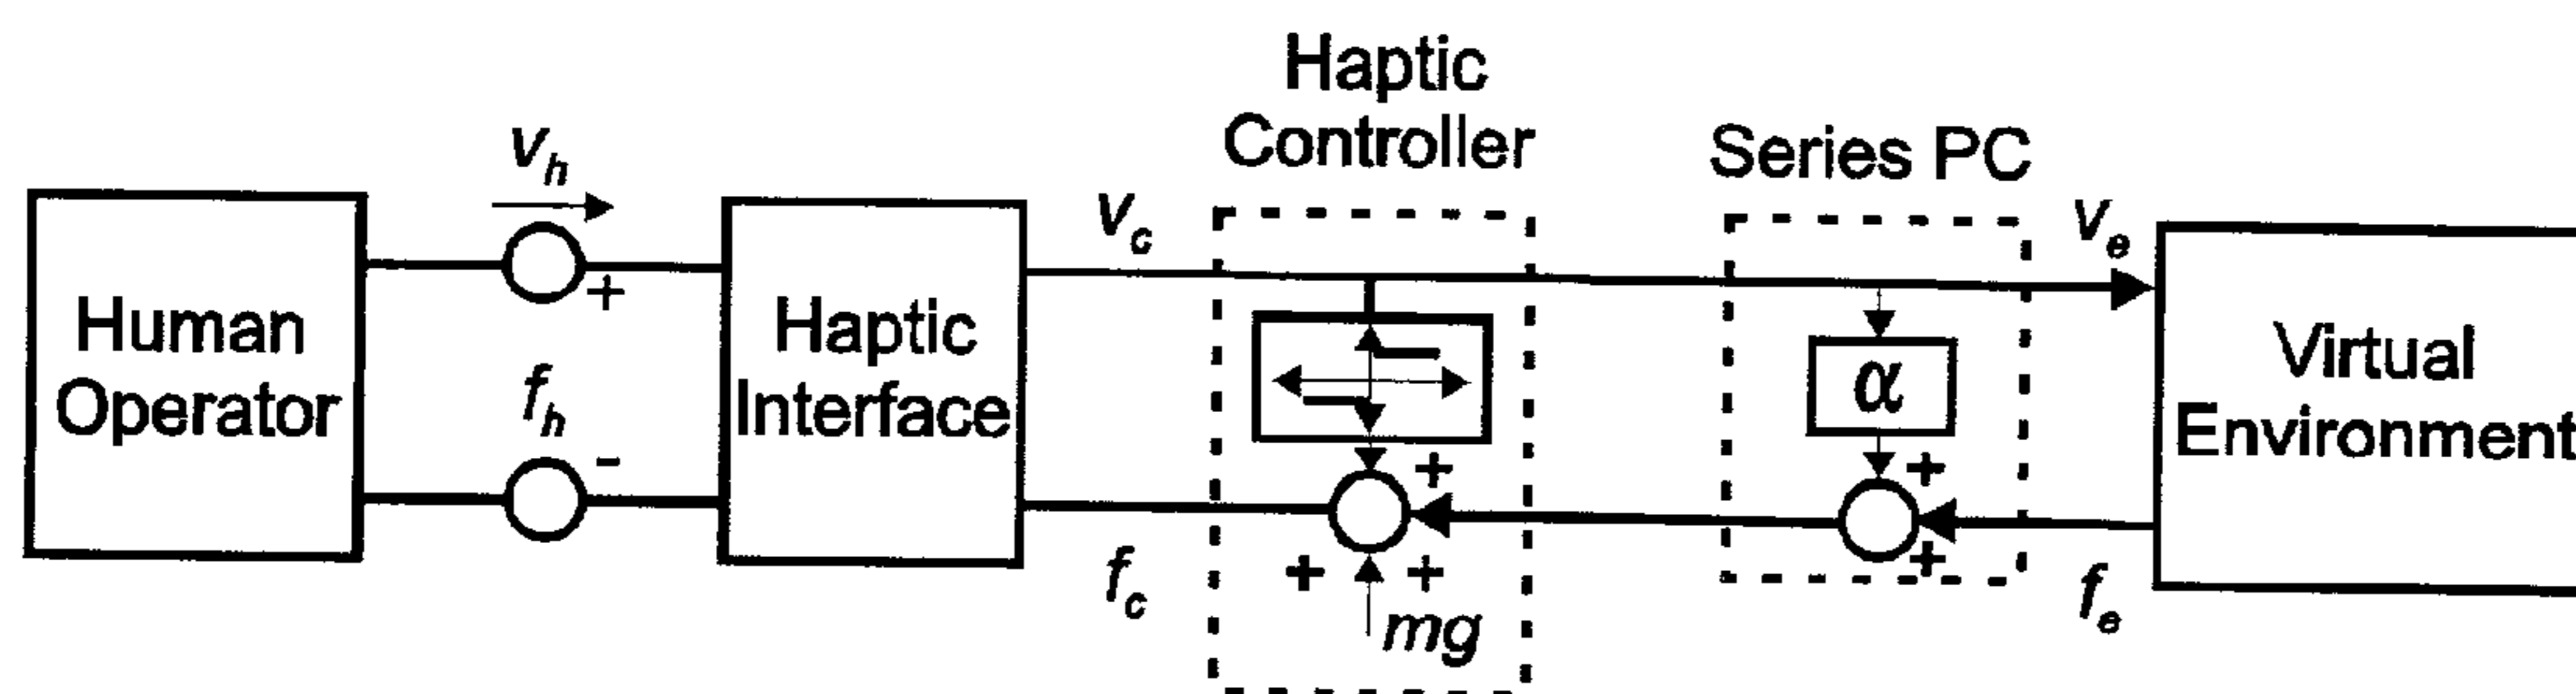 Haptic
Controller
Series PC
v_h
+
Human
Operator
f_h
-
Haptic
Interface
v_c
f_c
+
+
+
mg
α
+
+
v_e
f_e
Virtual
Environment